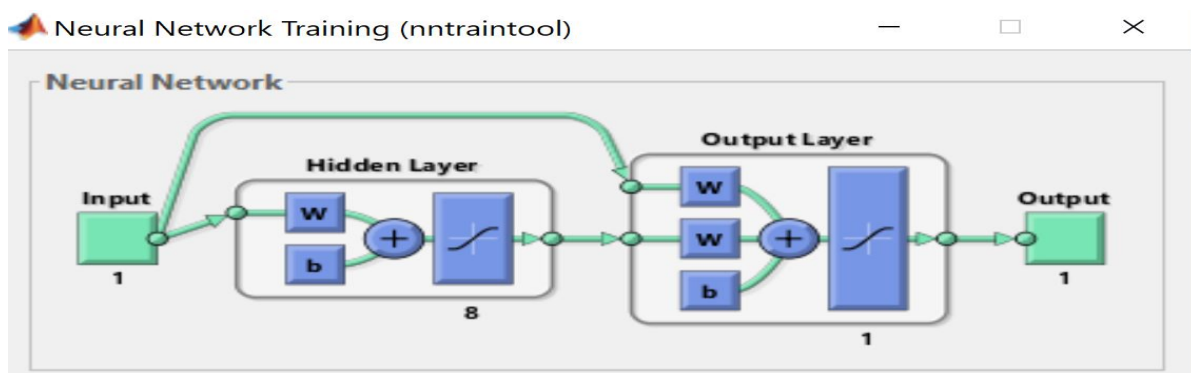 Neural Network Training (nntraintool)
Neural Network
Output Layer
Hidden Layer
Input
W
W
Output
W
b
b
1
1
8
1